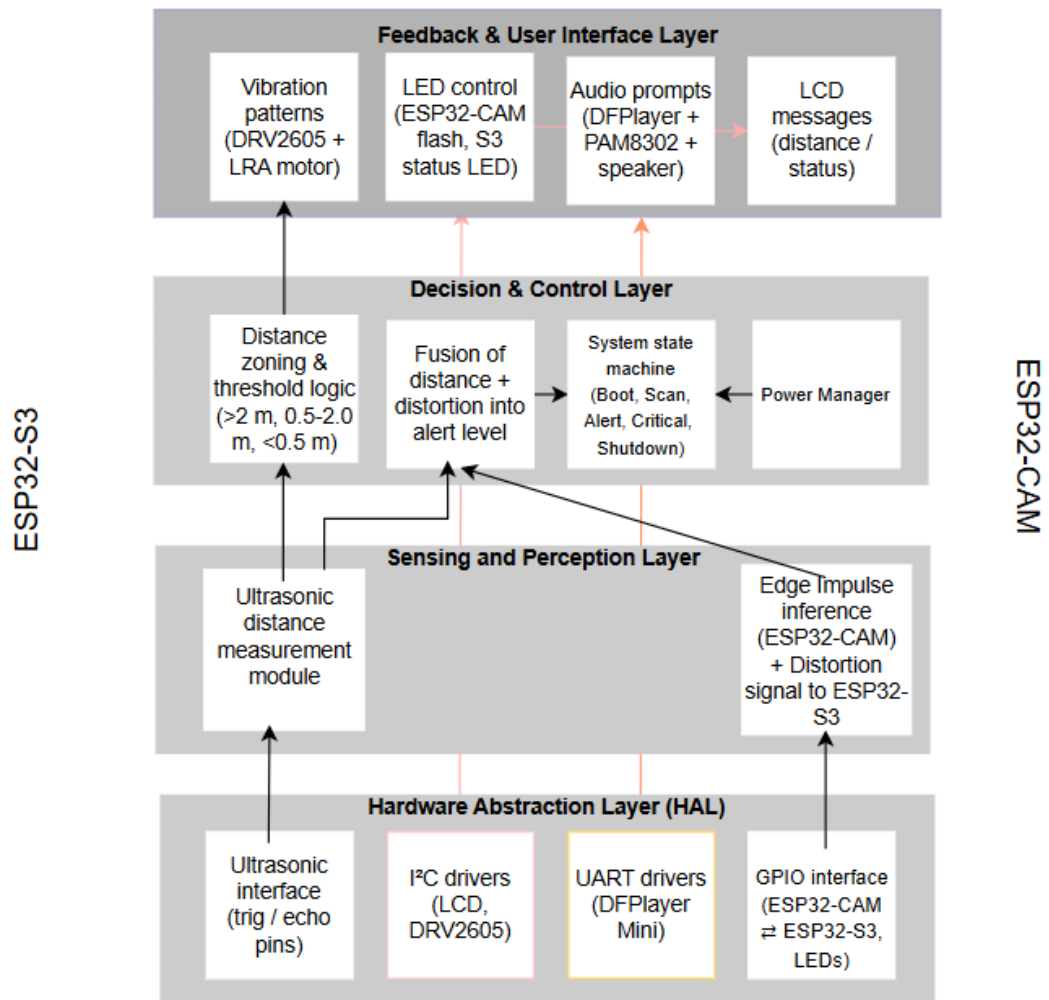 Feedback & User Interface Layer
Vibration
patterns
(DRV2605 +
LRA motor)
LED control
(ESP32-CAM
flash, S3
status LED)
Audio prompts
(DFPlayer +
PAM8302 +
speaker)
LCD
messages
(distance /
status)
Decision & Control Layer
Distance
zoning &
threshold logic
(>2 m, 0.5-2.0
m, <0.5 m)
Fusion of
distance +
distortion into
alert level
System state
machine
(Boot, Scan,
Alert, Critical,
Shutdown)
Power Manager
ESP32-S3
ESP32-CAM
Sensing and Perception Layer
Ultrasonic
distance
measurement
module
Edge Impulse
inference
(ESP32-CAM)
+ Distortion
signal to ESP32-
S3
Hardware Abstraction Layer (HAL)
Ultrasonic
interface
(trig / echo
pins)
I²C drivers
(LCD,
DRV2605)
UART drivers
(DFPlayer
Mini)
GPIO interface
(ESP32-CAM
⇄ ESP32-S3,
LEDs)